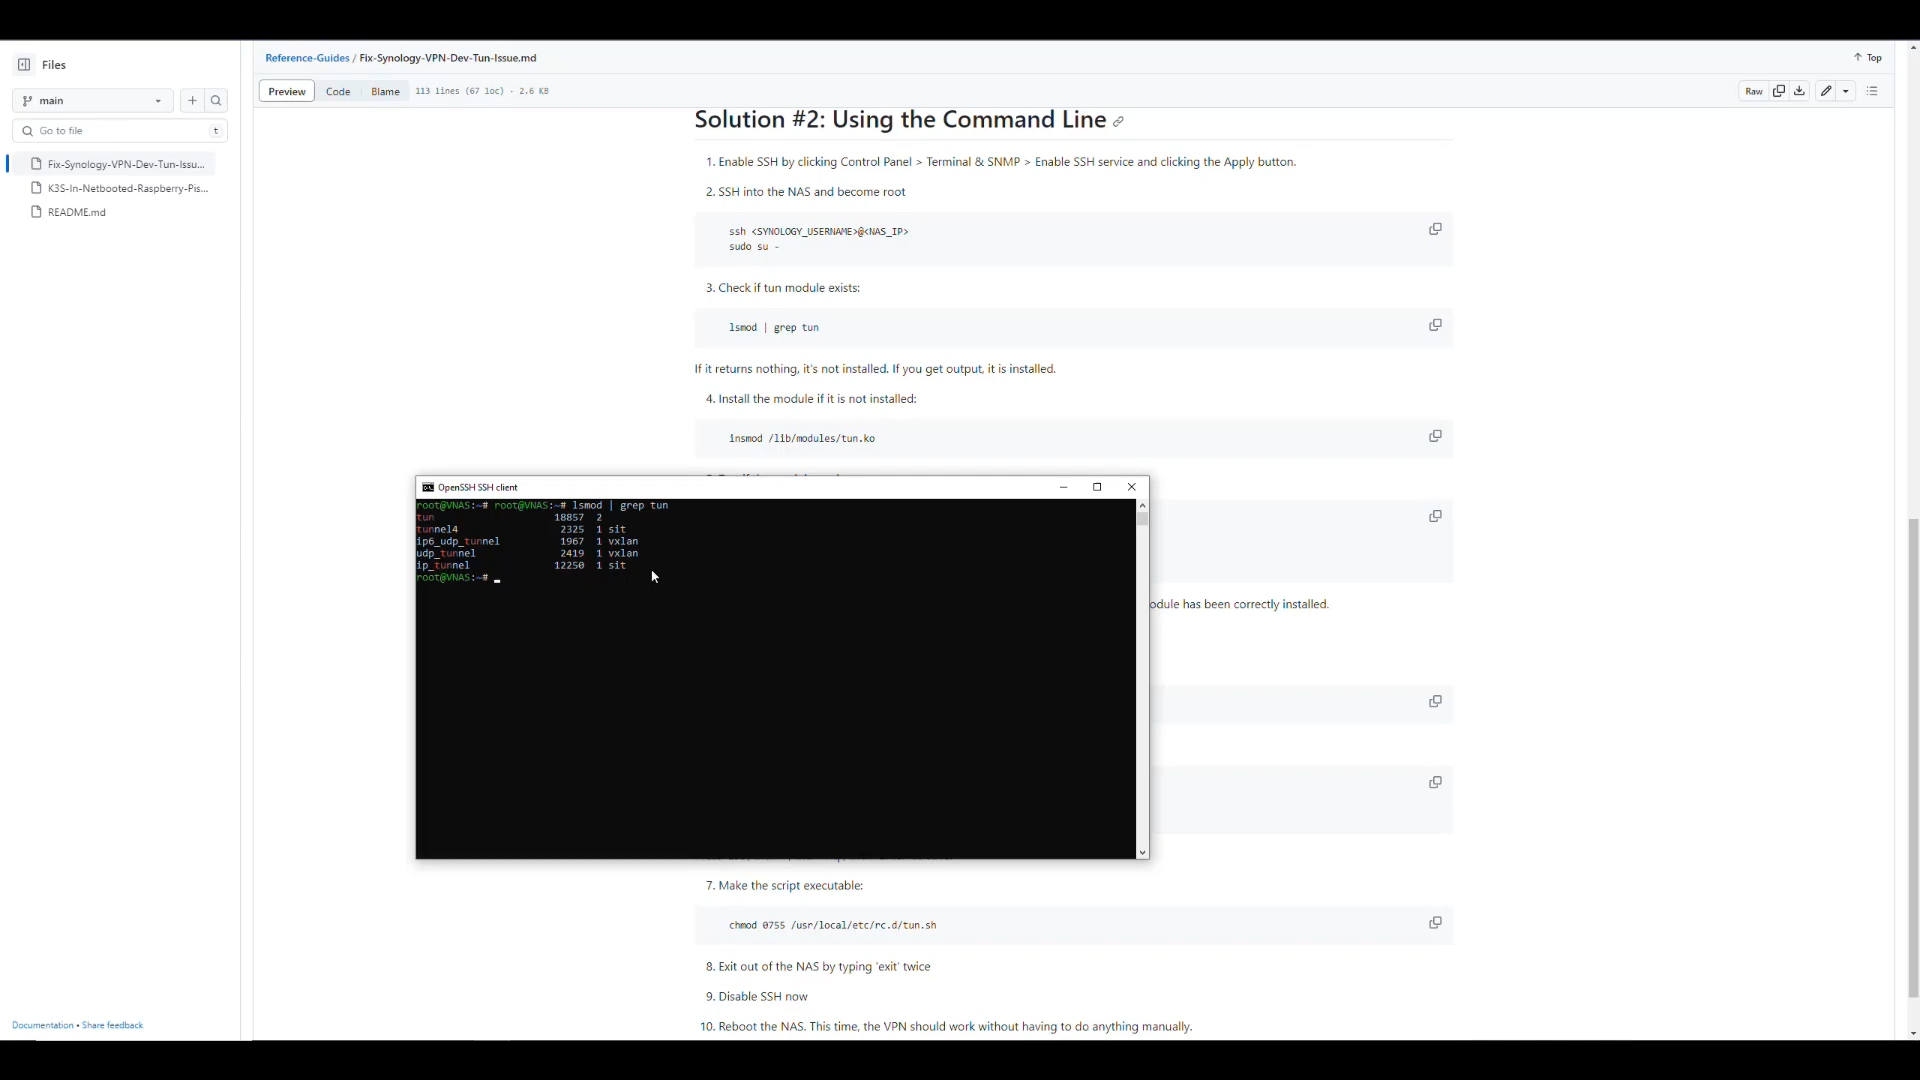 Files
main
Go to file
t
Fix-Synology-VPN-Dev-Tun-Issu...
K3S-In-Netbooted-Raspberry-Pis...
README.md
Documentation • Share feedback
Reference-Guides / Fix-Synology-VPN-Dev-Tun-Issue.md
Top
Preview Code Blame 113 lines (67 loc) · 2.6 KB
Raw
Solution #2: Using the Command Line
1. Enable SSH by clicking Control Panel > Terminal & SNMP > Enable SSH service and clicking the Apply button.
2. SSH into the NAS and become root
ssh <SYNOLOGY_USERNAME>@<NAS_IP>
sudo su -
3. Check if tun module exists:
lsmod | grep tun
If it returns nothing, it's not installed. If you get output, it is installed.
4. Install the module if it is not installed:
insmod /lib/modules/tun.ko
OpenSSH SSH client
root@VNAS:~# root@VNAS:~# lsmod | grep tun
tun 18857 2
tunnel4 2325 1 sit
ip6_udp_tunnel 1967 1 vxlan
udp_tunnel 2419 1 vxlan
ip_tunnel 12250 1 sit
root@VNAS:~#
odule has been correctly installed.
7. Make the script executable:
chmod 0755 /usr/local/etc/rc.d/tun.sh
8. Exit out of the NAS by typing 'exit' twice
9. Disable SSH now
10. Reboot the NAS. This time, the VPN should work without having to do anything manually.